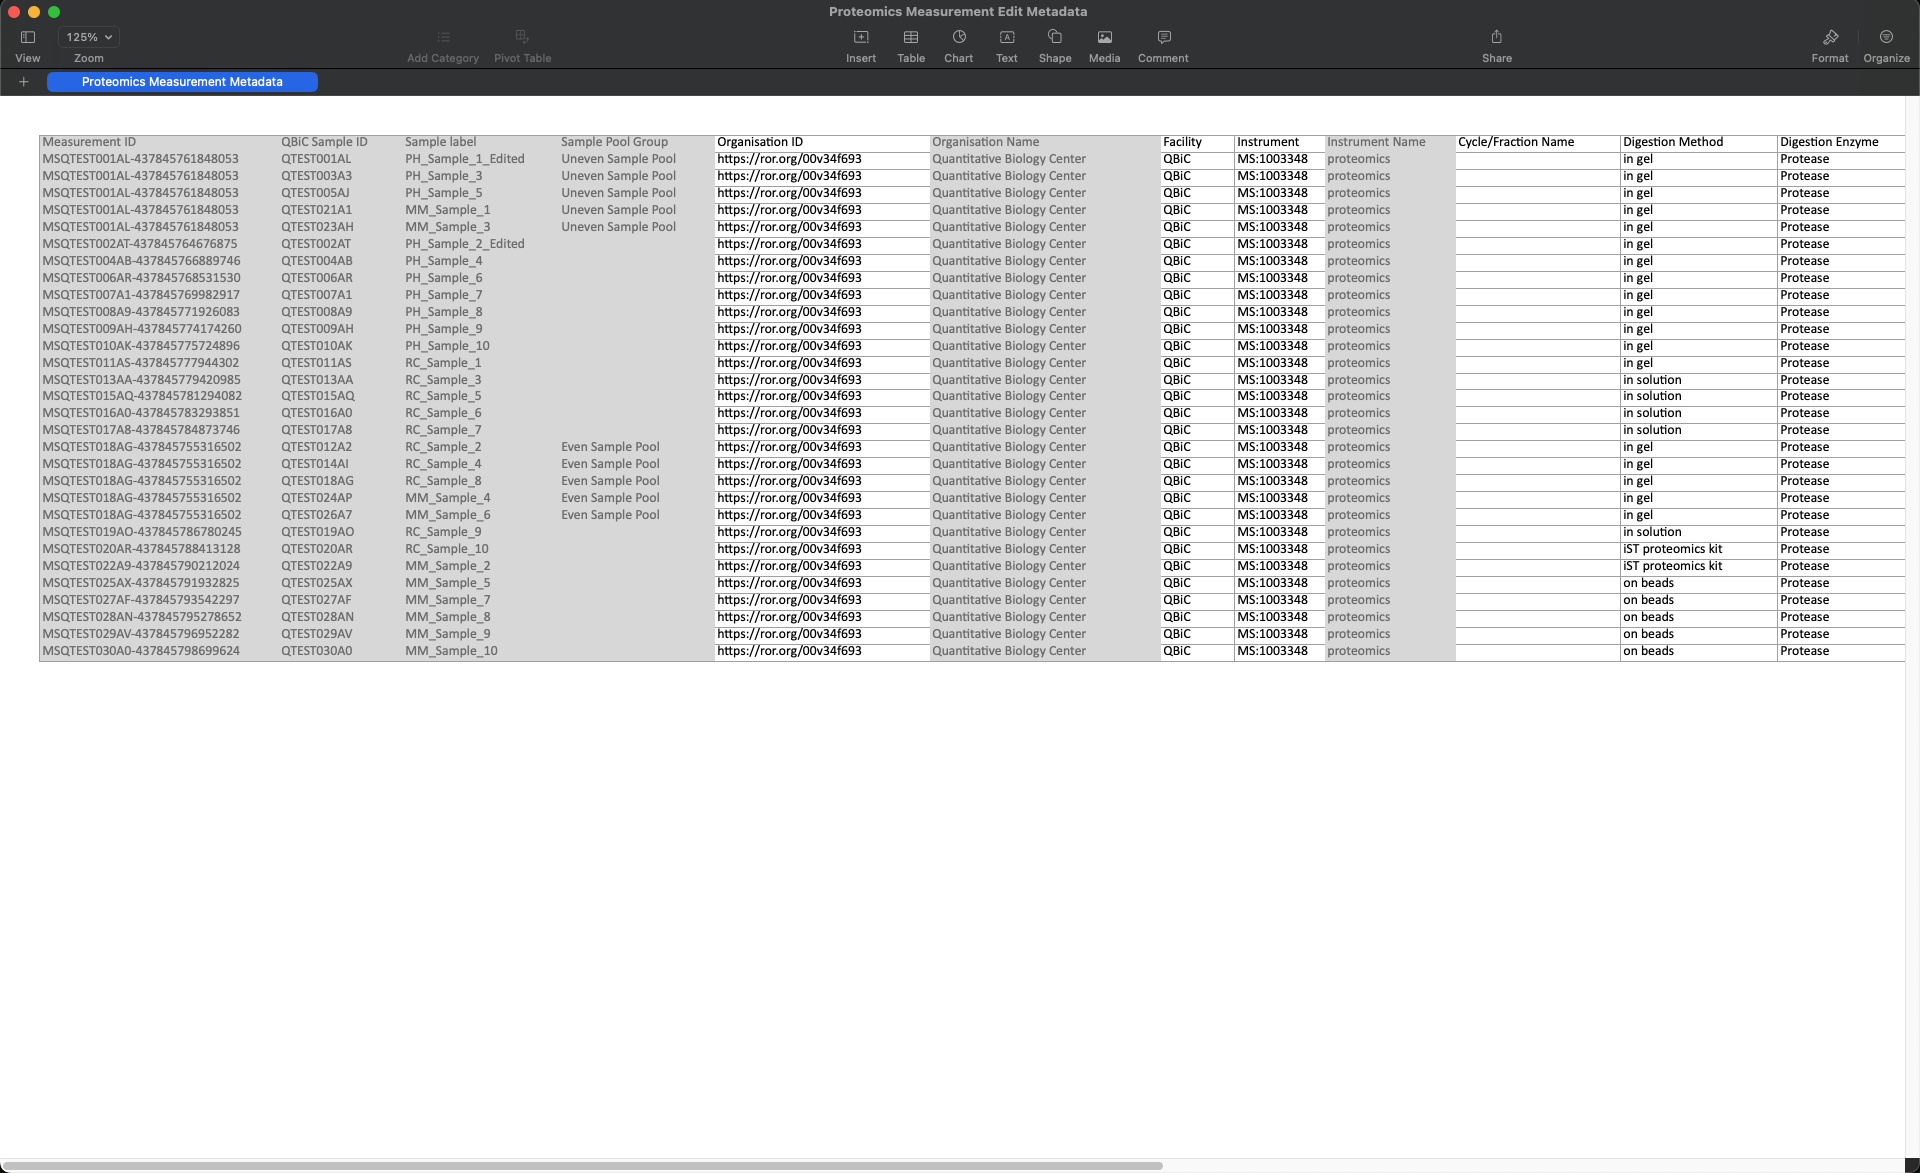 Proteomics Measurement Edit Metadata
125%
View Zoom Add Category Pivot Table Insert Table Chart Text Shape Media Comment Share Format Organize
+ Proteomics Measurement Metadata
Measurement ID QBiC Sample ID Sample label Sample Pool Group Organisation ID Organisation Name Facility Instrument Instrument Name Cycle/Fraction Name Digestion Method Digestion Enzyme
MSQTEST001AL-437845761848053 QTEST001AL PH_Sample_1_Edited Uneven Sample Pool https://ror.org/00v34f693 Quantitative Biology Center QBiC MS:1003348 proteomics in gel Protease
MSQTEST001AL-437845761848053 QTEST003A3 PH_Sample_3 Uneven Sample Pool https://ror.org/00v34f693 Quantitative Biology Center QBiC MS:1003348 proteomics in gel Protease
MSQTEST001AL-437845761848053 QTEST005AJ PH_Sample_5 Uneven Sample Pool https://ror.org/00v34f693 Quantitative Biology Center QBiC MS:1003348 proteomics in gel Protease
MSQTEST001AL-437845761848053 QTEST021A1 MM_Sample_1 Uneven Sample Pool https://ror.org/00v34f693 Quantitative Biology Center QBiC MS:1003348 proteomics in gel Protease
MSQTEST001AL-437845761848053 QTEST023AH MM_Sample_3 Uneven Sample Pool https://ror.org/00v34f693 Quantitative Biology Center QBiC MS:1003348 proteomics in gel Protease
MSQTEST002AT-437845764676875 QTEST002AT PH_Sample_2_Edited https://ror.org/00v34f693 Quantitative Biology Center QBiC MS:1003348 proteomics in gel Protease
MSQTEST004AB-437845766889746 QTEST004AB PH_Sample_4 https://ror.org/00v34f693 Quantitative Biology Center QBiC MS:1003348 proteomics in gel Protease
MSQTEST006AR-437845768531530 QTEST006AR PH_Sample_6 https://ror.org/00v34f693 Quantitative Biology Center QBiC MS:1003348 proteomics in gel Protease
MSQTEST007A1-437845769982917 QTEST007A1 PH_Sample_7 https://ror.org/00v34f693 Quantitative Biology Center QBiC MS:1003348 proteomics in gel Protease
MSQTEST008A9-437845771926083 QTEST008A9 PH_Sample_8 https://ror.org/00v34f693 Quantitative Biology Center QBiC MS:1003348 proteomics in gel Protease
MSQTEST009AH-437845774174260 QTEST009AH PH_Sample_9 https://ror.org/00v34f693 Quantitative Biology Center QBiC MS:1003348 proteomics in gel Protease
MSQTEST010AK-437845775724896 QTEST010AK PH_Sample_10 https://ror.org/00v34f693 Quantitative Biology Center QBiC MS:1003348 proteomics in gel Protease
MSQTEST011AS-437845777944302 QTEST011AS RC_Sample_1 https://ror.org/00v34f693 Quantitative Biology Center QBiC MS:1003348 proteomics in gel Protease
MSQTEST013AA-437845779420985 QTEST013AA RC_Sample_3 https://ror.org/00v34f693 Quantitative Biology Center QBiC MS:1003348 proteomics in solution Protease
MSQTEST015AQ-437845781294082 QTEST015AQ RC_Sample_5 https://ror.org/00v34f693 Quantitative Biology Center QBiC MS:1003348 proteomics in solution Protease
MSQTEST016A0-437845783293851 QTEST016A0 RC_Sample_6 https://ror.org/00v34f693 Quantitative Biology Center QBiC MS:1003348 proteomics in solution Protease
MSQTEST017A8-437845784873746 QTEST017A8 RC_Sample_7 https://ror.org/00v34f693 Quantitative Biology Center QBiC MS:1003348 proteomics in solution Protease
MSQTEST018AG-437845755316502 QTEST012A2 RC_Sample_2 Even Sample Pool https://ror.org/00v34f693 Quantitative Biology Center QBiC MS:1003348 proteomics in gel Protease
MSQTEST018AG-437845755316502 QTEST014AI RC_Sample_4 Even Sample Pool https://ror.org/00v34f693 Quantitative Biology Center QBiC MS:1003348 proteomics in gel Protease
MSQTEST018AG-437845755316502 QTEST018AG RC_Sample_8 Even Sample Pool https://ror.org/00v34f693 Quantitative Biology Center QBiC MS:1003348 proteomics in gel Protease
MSQTEST018AG-437845755316502 QTEST024AP MM_Sample_4 Even Sample Pool https://ror.org/00v34f693 Quantitative Biology Center QBiC MS:1003348 proteomics in gel Protease
MSQTEST018AG-437845755316502 QTEST026A7 MM_Sample_6 Even Sample Pool https://ror.org/00v34f693 Quantitative Biology Center QBiC MS:1003348 proteomics in gel Protease
MSQTEST019AO-437845786780245 QTEST019AO RC_Sample_9 https://ror.org/00v34f693 Quantitative Biology Center QBiC MS:1003348 proteomics in solution Protease
MSQTEST020AR-437845788413128 QTEST020AR RC_Sample_10 https://ror.org/00v34f693 Quantitative Biology Center QBiC MS:1003348 proteomics iST proteomics kit Protease
MSQTEST022A9-437845790212024 QTEST022A9 MM_Sample_2 https://ror.org/00v34f693 Quantitative Biology Center QBiC MS:1003348 proteomics iST proteomics kit Protease
MSQTEST025AX-437845791932825 QTEST025AX MM_Sample_5 https://ror.org/00v34f693 Quantitative Biology Center QBiC MS:1003348 proteomics on beads Protease
MSQTEST027AF-437845793542297 QTEST027AF MM_Sample_7 https://ror.org/00v34f693 Quantitative Biology Center QBiC MS:1003348 proteomics on beads Protease
MSQTEST028AN-437845795278652 QTEST028AN MM_Sample_8 https://ror.org/00v34f693 Quantitative Biology Center QBiC MS:1003348 proteomics on beads Protease
MSQTEST029AV-437845796952282 QTEST029AV MM_Sample_9 https://ror.org/00v34f693 Quantitative Biology Center QBiC MS:1003348 proteomics on beads Protease
MSQTEST030A0-437845798699624 QTEST030A0 MM_Sample_10 https://ror.org/00v34f693 Quantitative Biology Center QBiC MS:1003348 proteomics on beads Protease